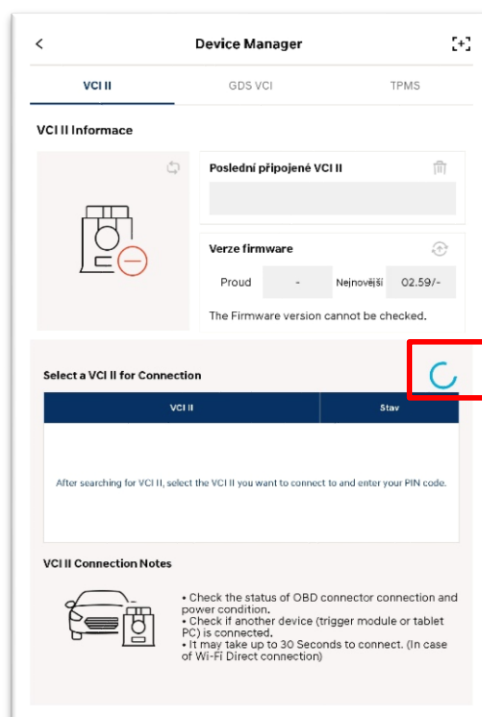 Device Manager
VCI II
GDS VCI
TPMS
VCI II Informace
Poslední připojené VCI II
Verze firmware
Proud
-
Nejnovější
02.59/-
The Firmware version cannot be checked.
Select a VCI II for Connection
VCI II
Stav
After searching for VCI II, select the VCI II you want to connect to and enter your PIN code.
VCI II Connection Notes
• Check the status of OBD connector connection and
power condition.
• Check if another device (trigger module or tablet
PC) is connected.
• It may take up to 30 Seconds to connect. (In case
of Wi-Fi Direct connection)